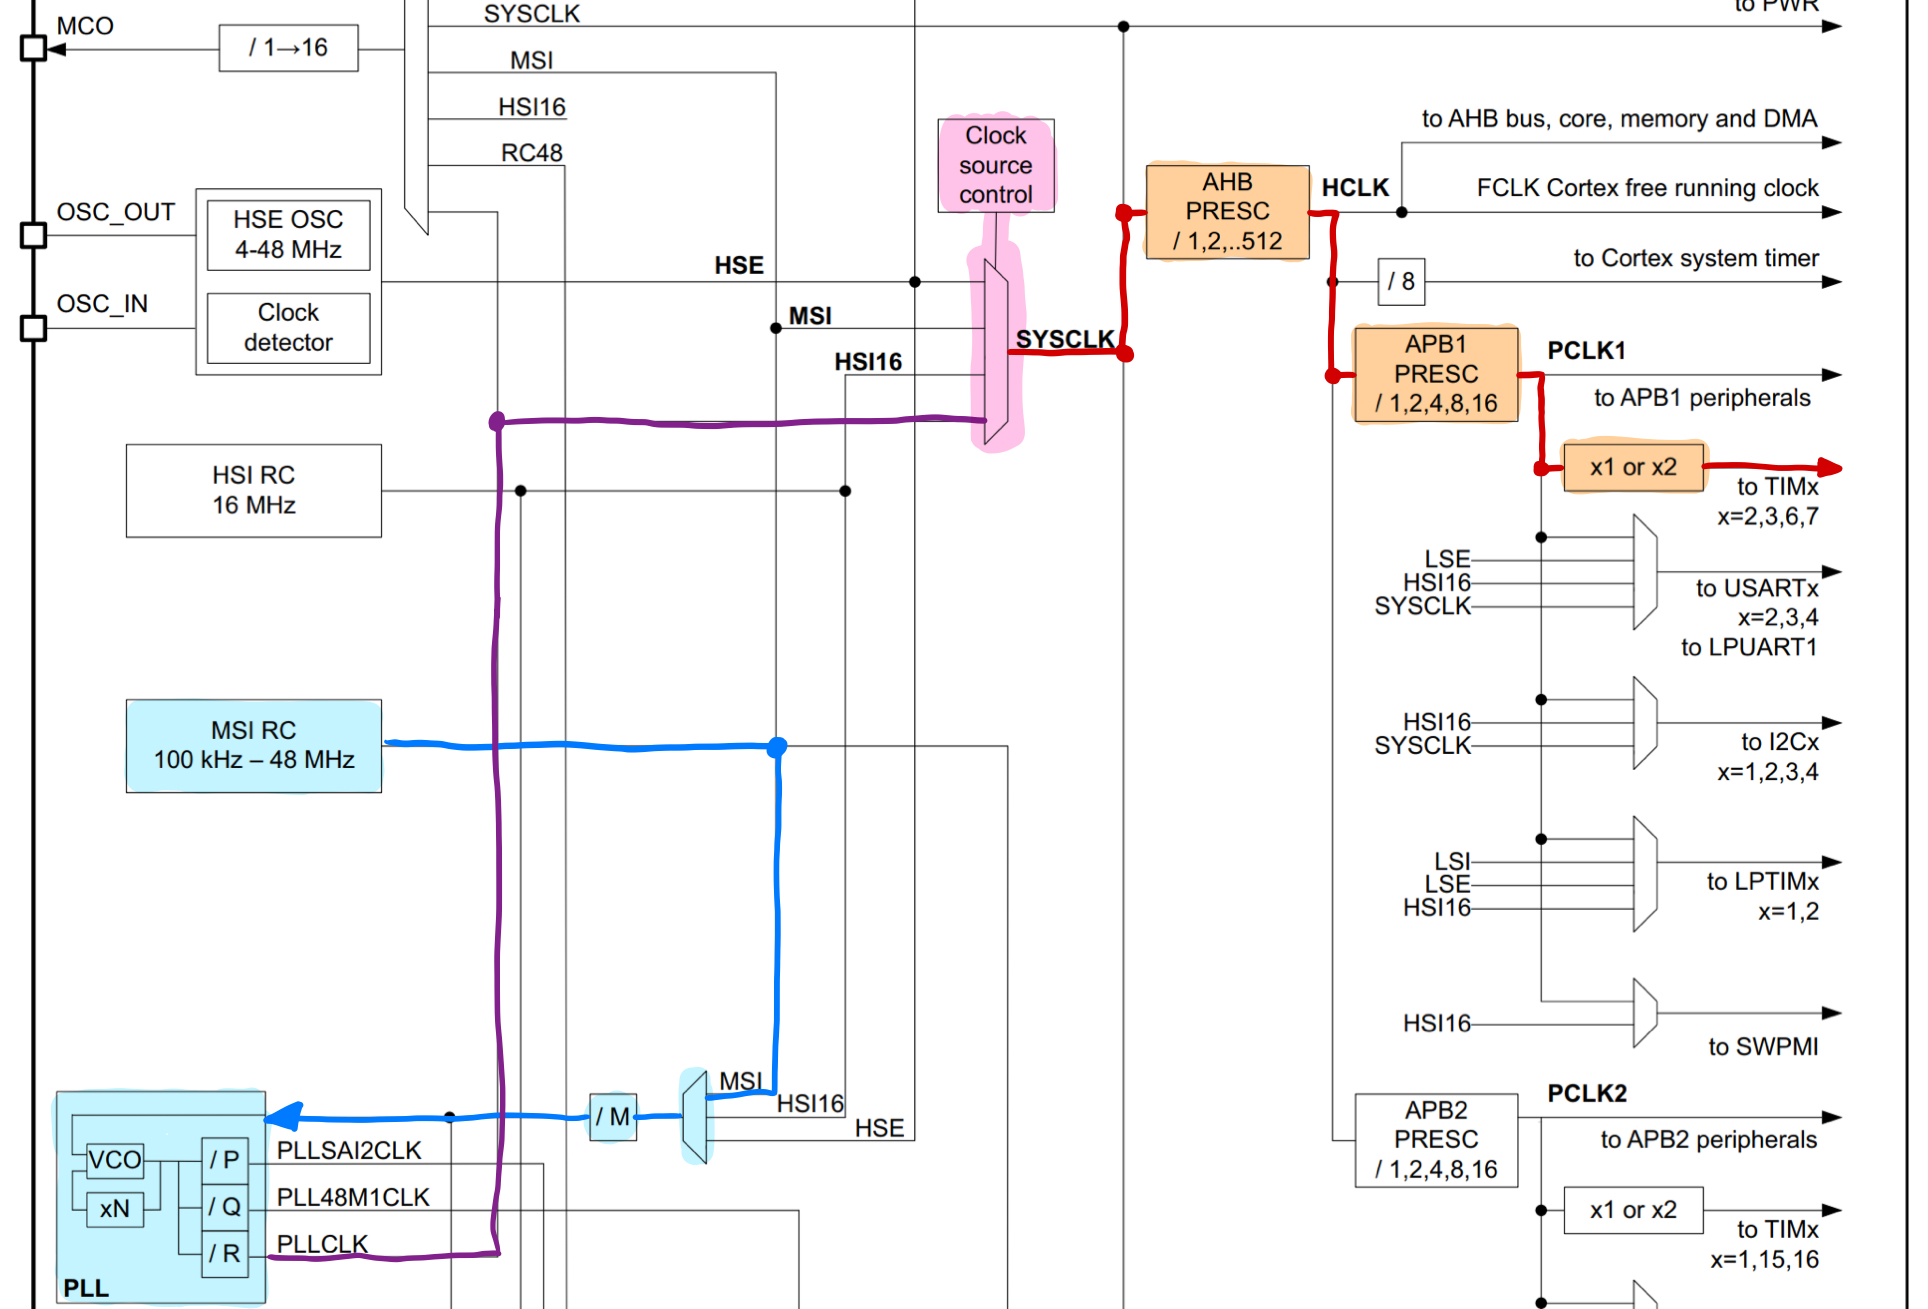 to PWR
MCO
/ 1→16
SYSCLK
MSI
HSI16
RC48
OSC_OUT
OSC_IN
HSE OSC
4-48 MHz
Clock
detector
HSE
MSI
HSI16
Clock
source
control
SYSCLK
AHB
PRESC
/ 1,2,..512
HCLK
to AHB bus, core, memory and DMA
FCLK Cortex free running clock
to Cortex system timer
/ 8
APB1
PRESC
/ 1,2,4,8,16
PCLK1
to APB1 peripherals
x1 or x2
to TIMx
x=2,3,6,7
HSI RC
16 MHz
LSE
HSI16
SYSCLK
to USARTx
x=2,3,4
to LPUART1
MSI RC
100 kHz – 48 MHz
HSI16
SYSCLK
to I2Cx
x=1,2,3,4
LSI
LSE
HSI16
to LPTIMx
x=1,2
HSI16
to SWPMI
MSI
HSI16
HSE
/ M
VCO
xN
/ P
/ Q
/ R
PLL
PLLSAI2CLK
PLL48M1CLK
PLLCLK
APB2
PRESC
/ 1,2,4,8,16
PCLK2
to APB2 peripherals
x1 or x2
to TIMx
x=1,15,16